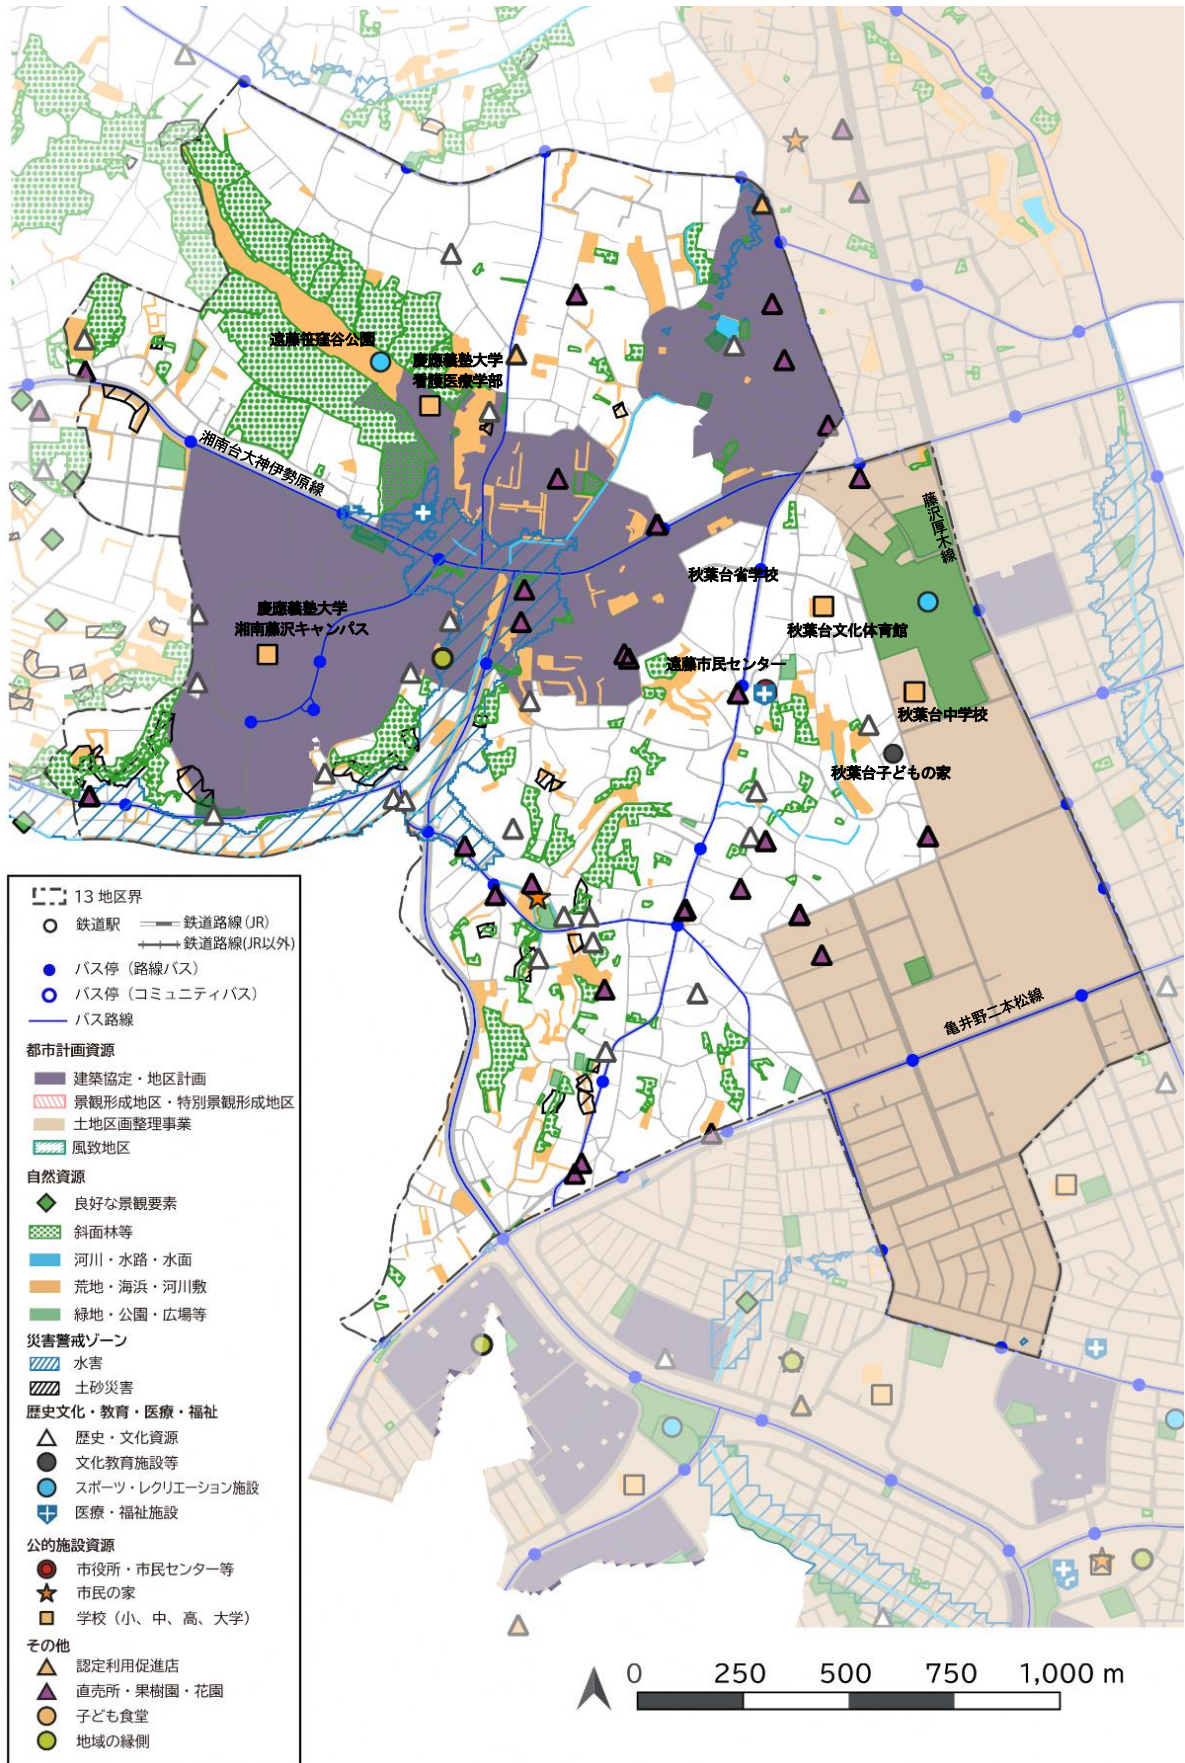 遠藤笹窪谷公園
慶應義塾大学
看護医療学部
湘南台大神伊勢原線
藤沢厚木線
秋葉台省学校
慶應義塾大学
湘南藤沢キャンパス
秋葉台文化体育館
遠藤市民センター
秋葉台中学校
秋葉台子どもの家
亀井野二本松線
13 地区界
鉄道駅
鉄道路線(JR)
鉄道路線(JR以外)
バス停（路線バス）
バス停（コミュニティバス）
バス路線
都市計画資源
建築協定・地区計画
景観形成地区・特別景観形成地区
土地区画整理事業
風致地区
自然資源
良好な景観要素
斜面林等
河川・水路・水面
荒地・海浜・河川敷
緑地・公園・広場等
災害警戒ゾーン
水害
土砂災害
歴史文化・教育・医療・福祉
歴史・文化資源
文化教育施設等
スポーツ・レクリエーション施設
医療・福祉施設
公的施設資源
市役所・市民センター等
市民の家
学校（小、中、高、大学）
その他
認定利用促進店
直売所・果樹園・花園
子ども食堂
地域の縁側
0 250 500 750 1,000 m